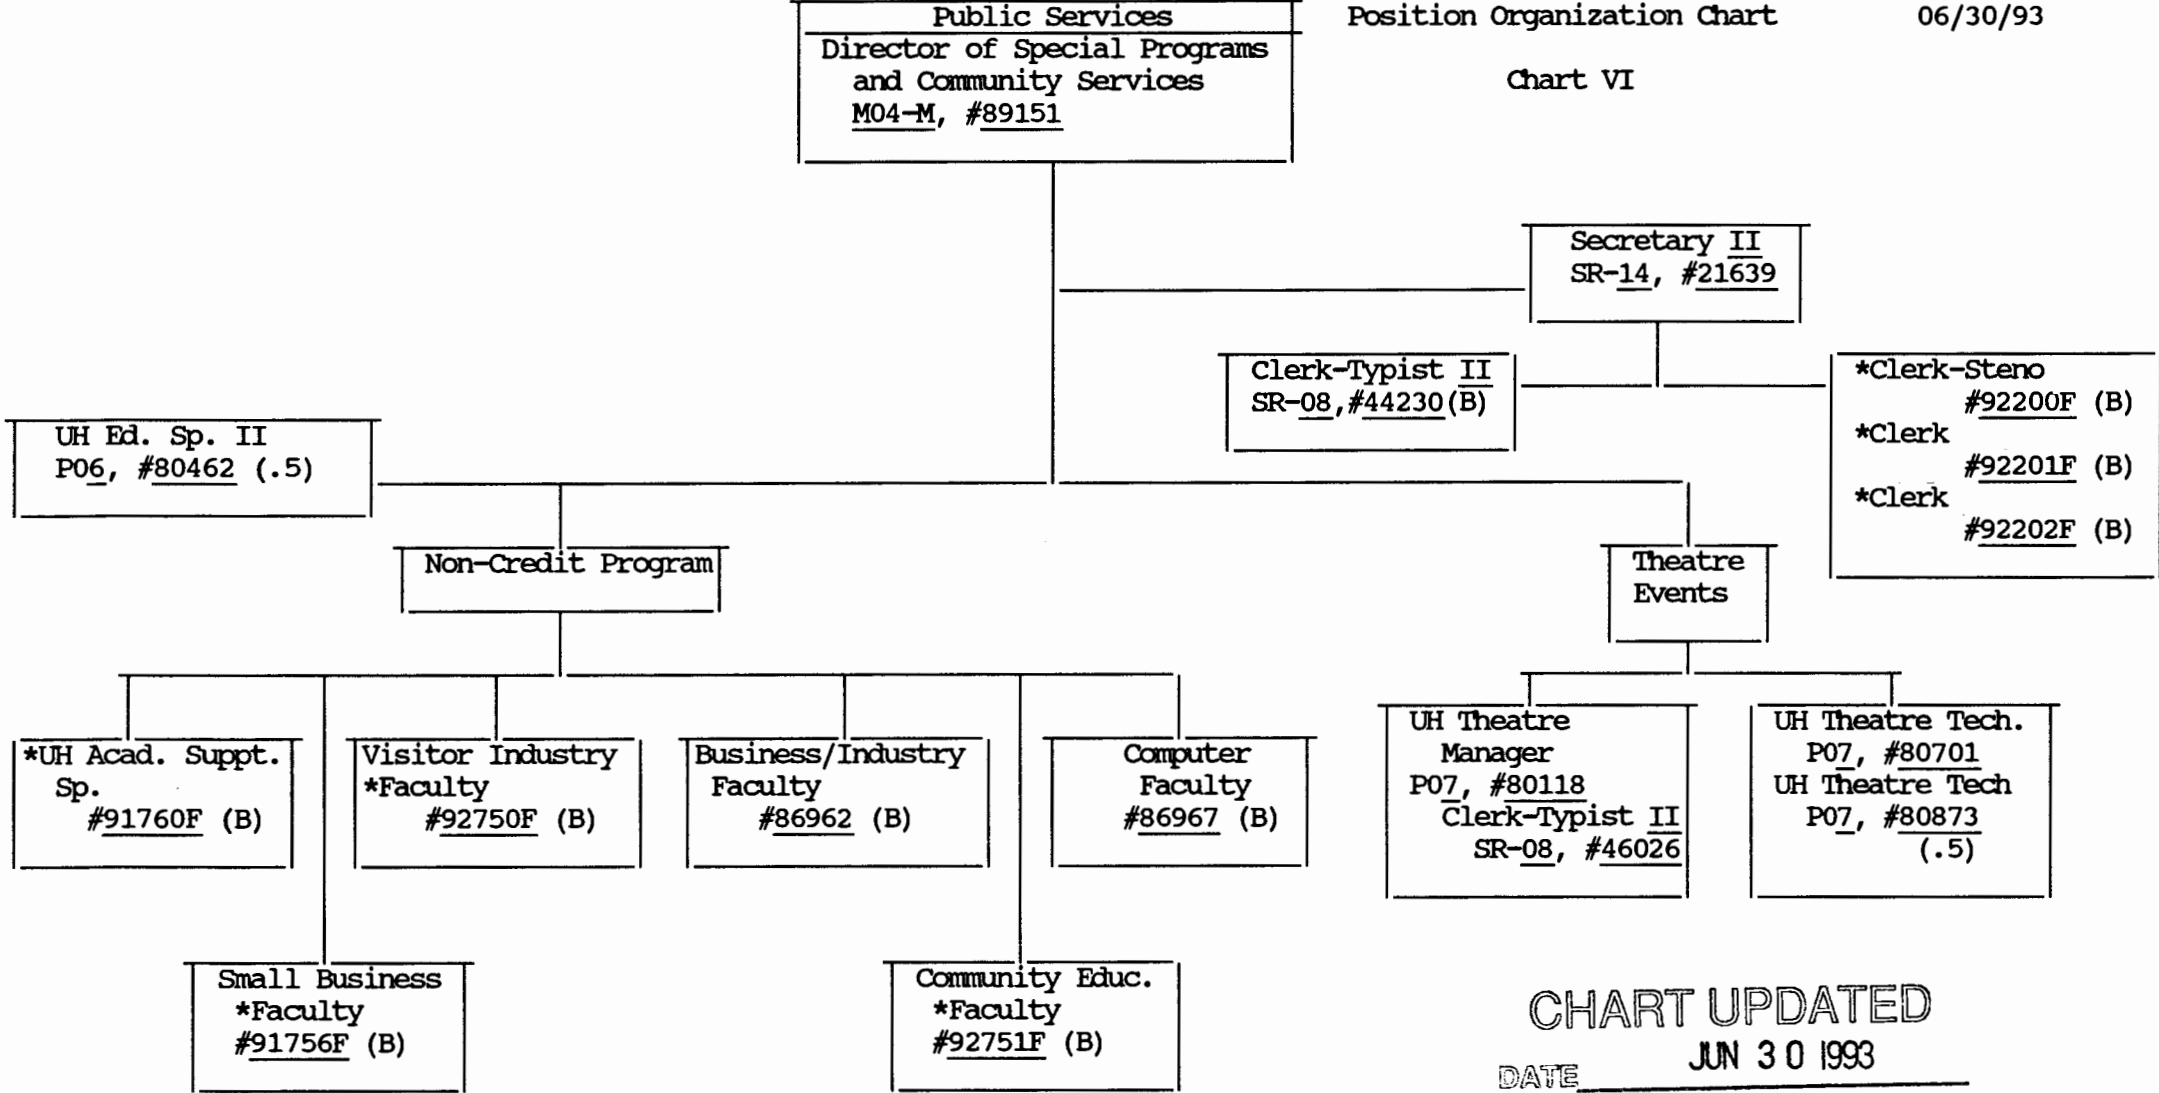 Public Services
Director of Special Programs
and Community Services
M04-M, #89151
Position Organization Chart
06/30/93
Chart VI
Secretary II
SR-14, #21639
Clerk-Typist II
SR-08,#44230(B)
*Clerk-Steno
#92200F (B)
*Clerk
#92201F (B)
*Clerk
#92202F (B)
UH Ed. Sp. II
P06, #80462 (.5)
Non-Credit Program
Theatre
Events
*UH Acad. Suppt.
Sp.
#91760F (B)
Visitor Industry
*Faculty
#92750F (B)
Business/Industry
Faculty
#86962 (B)
Computer
Faculty
#86967 (B)
UH Theatre
Manager
P07, #80118
Clerk-Typist II
SR-08, #46026
UH Theatre Tech.
P07, #80701
UH Theatre Tech
P07, #80873
(.5)
Small Business
*Faculty
#91756F (B)
Community Educ.
*Faculty
#92751F (B)
CHART UPDATED
DATE JUN 30 1993